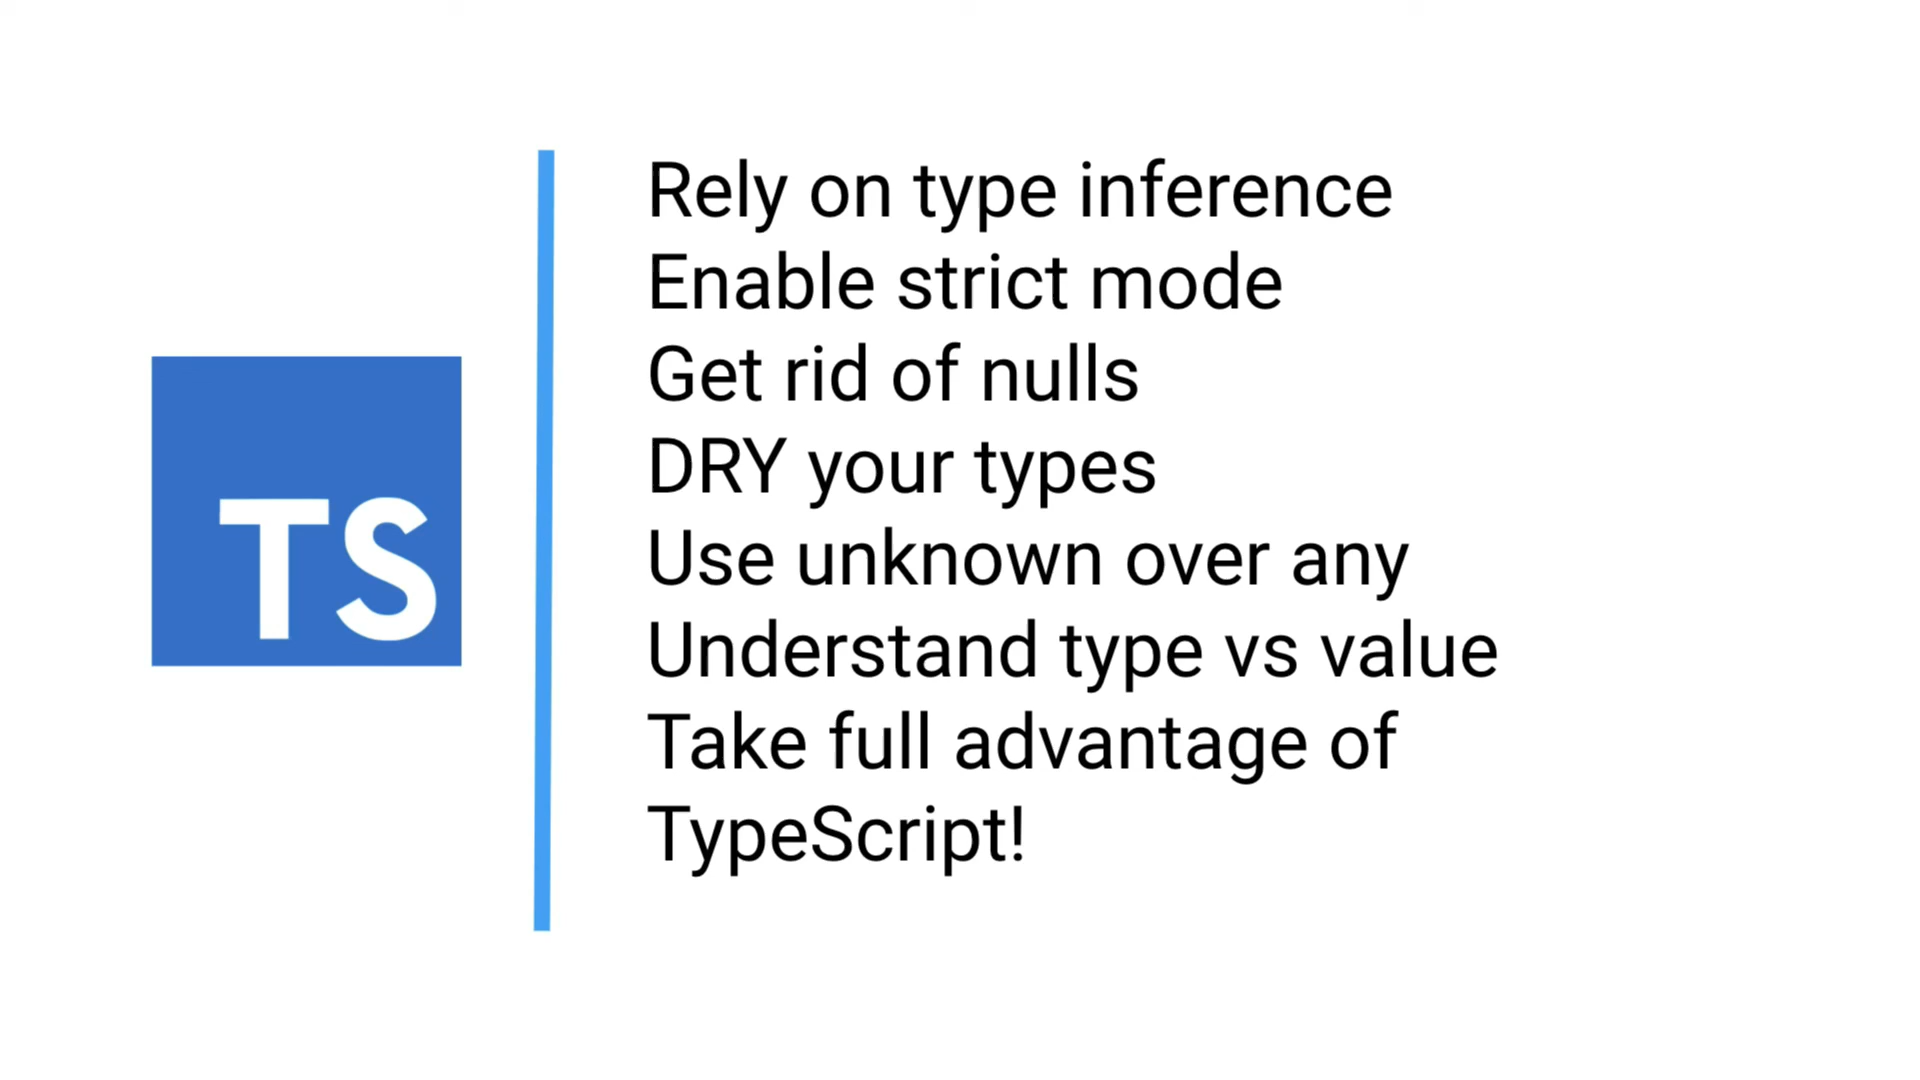 TS
Rely on type inference
Enable strict mode
Get rid of nulls
DRY your types
Use unknown over any
Understand type vs value
Take full advantage of
TypeScript!